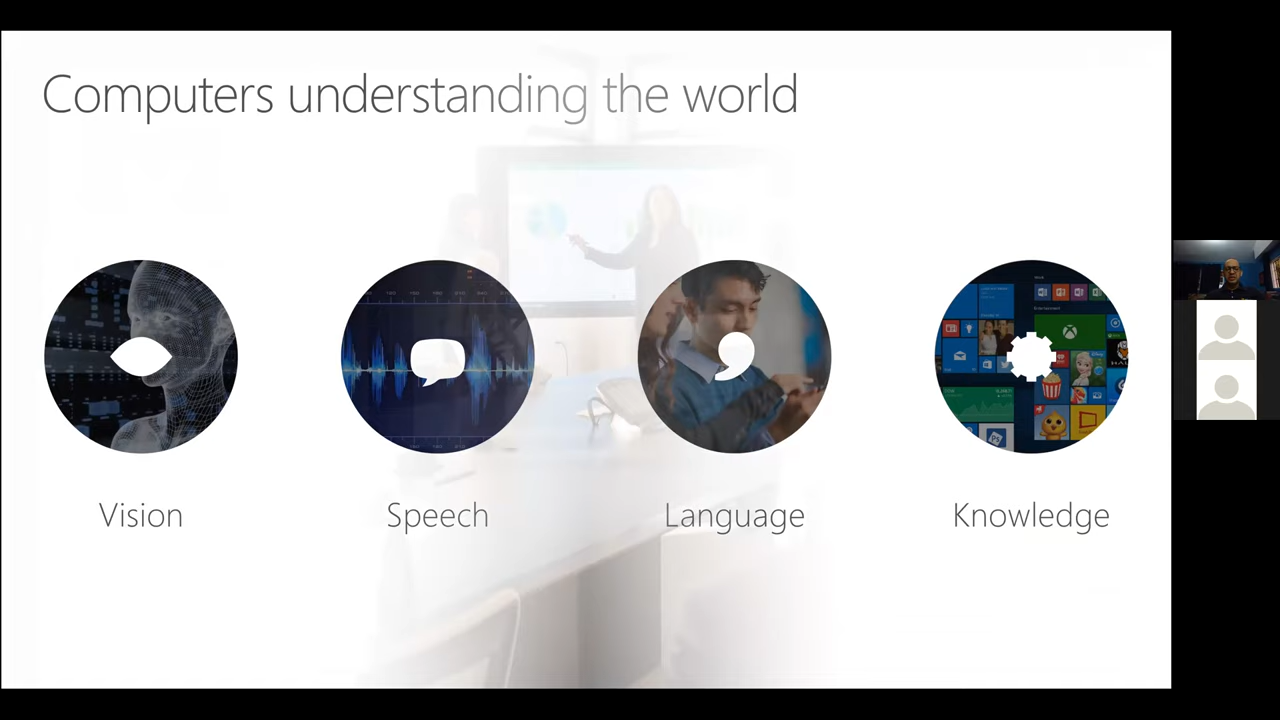 Computers understanding the world
Vision
Speech
Language
Knowledge